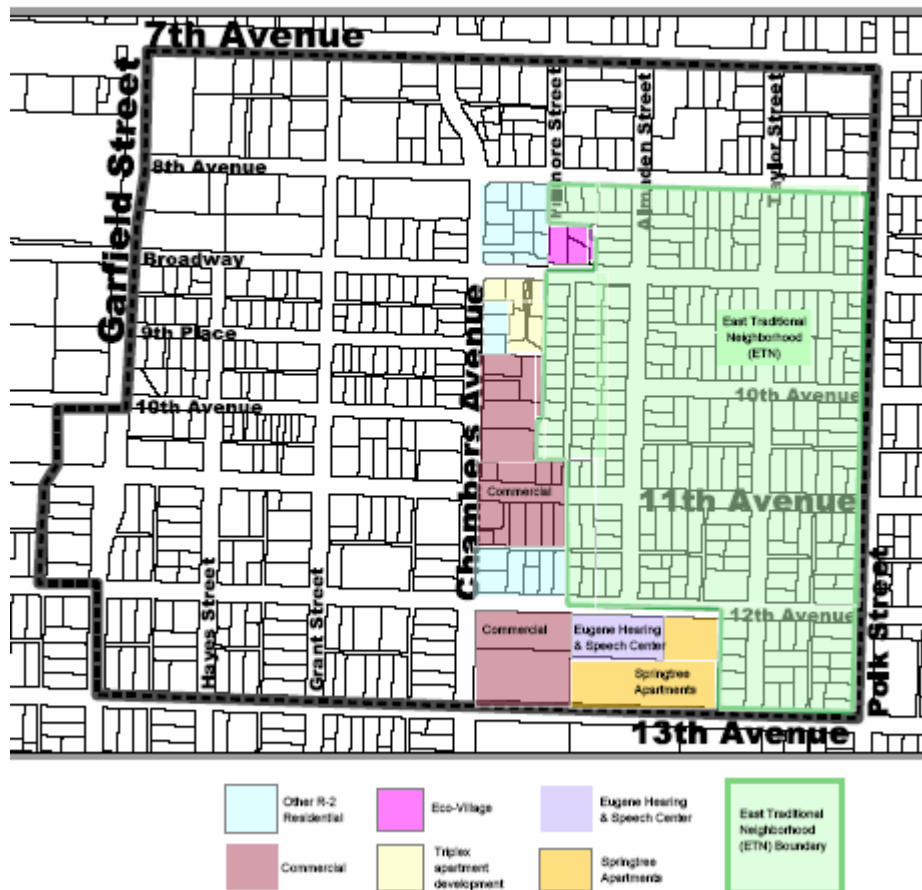 7th Avenue
Garfield Street
Almaden Street
Taylor Street
8th Avenue
Broadway
9th Place
10th Avenue
Chambers Avenue
East Traditional
Neighborhood
(ETN)
10th Avenue
Commercial
11th Avenue
Hayes Street
Grant Street
12th Avenue
Polk Street
Commercial
Eugene Hearing
& Speech Center
Springtree
Apartments
13th Avenue
Other R-2
Residential
Eco-Village
Eugene Hearing
& Speech Center
East Traditional
Neighborhood
(ETN) Boundary
Commercial
Triplex
apartment
development
Springtree
Apartments